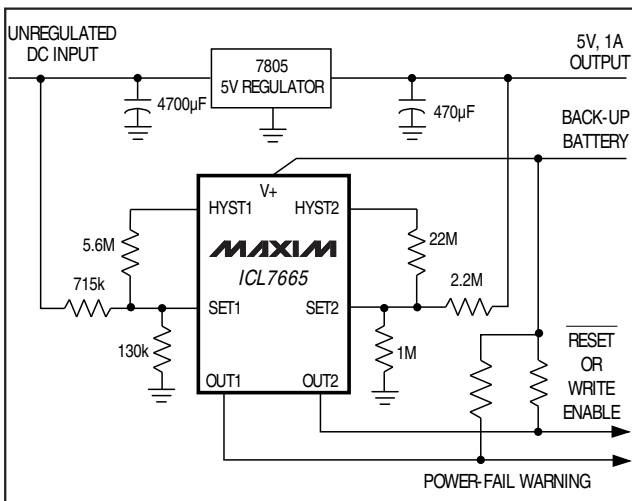 UNREGULATED
DC INPUT
7805
5V REGULATOR
5V, 1A
OUTPUT
4700µF
470µF
BACK-UP
BATTERY
V+
HYST1
HYST2
5.6M
MAXIM
22M
ICL7665
715k
2.2M
SET1
SET2
130k
1M
RESET
OR
WRITE
ENABLE
OUT1
OUT2
POWER-FAIL WARNING